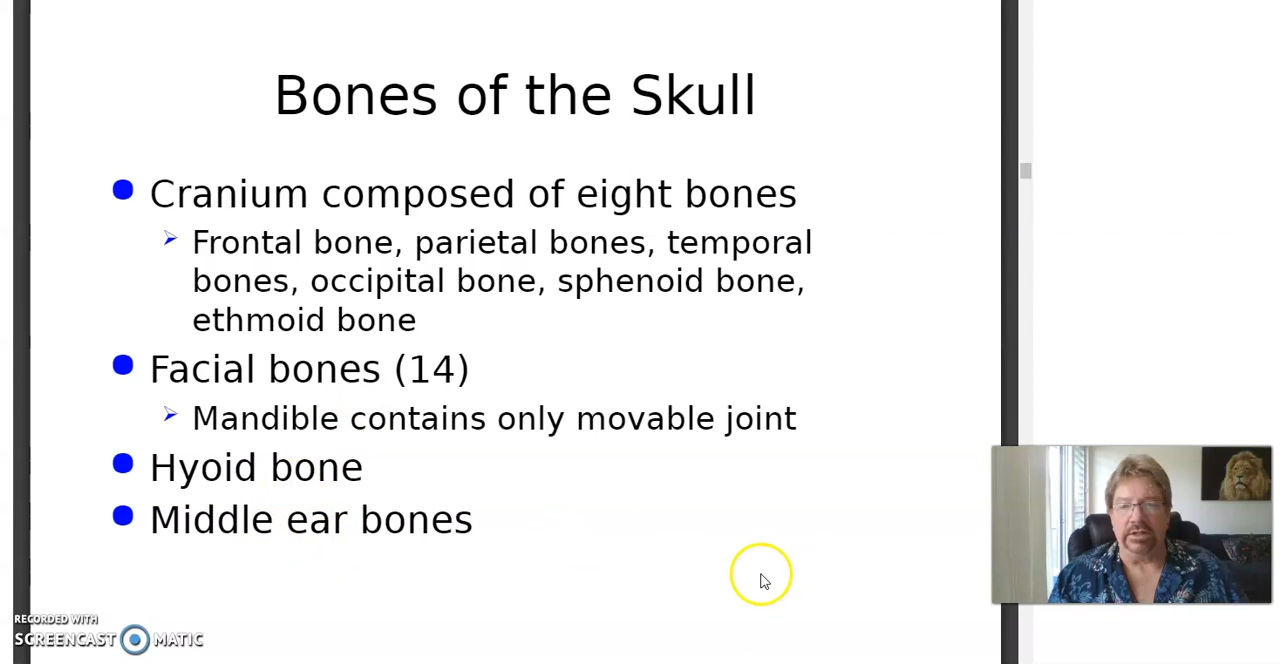 Bones of the Skull
Cranium composed of eight bones
Frontal bone, parietal bones, temporal
bones, occipital bone, sphenoid bone,
ethmoid bone
Facial bones (14)
Mandible contains only movable joint
Hyoid bone
Middle ear bones
RECORDED WITH
SCREENCAST MATIC